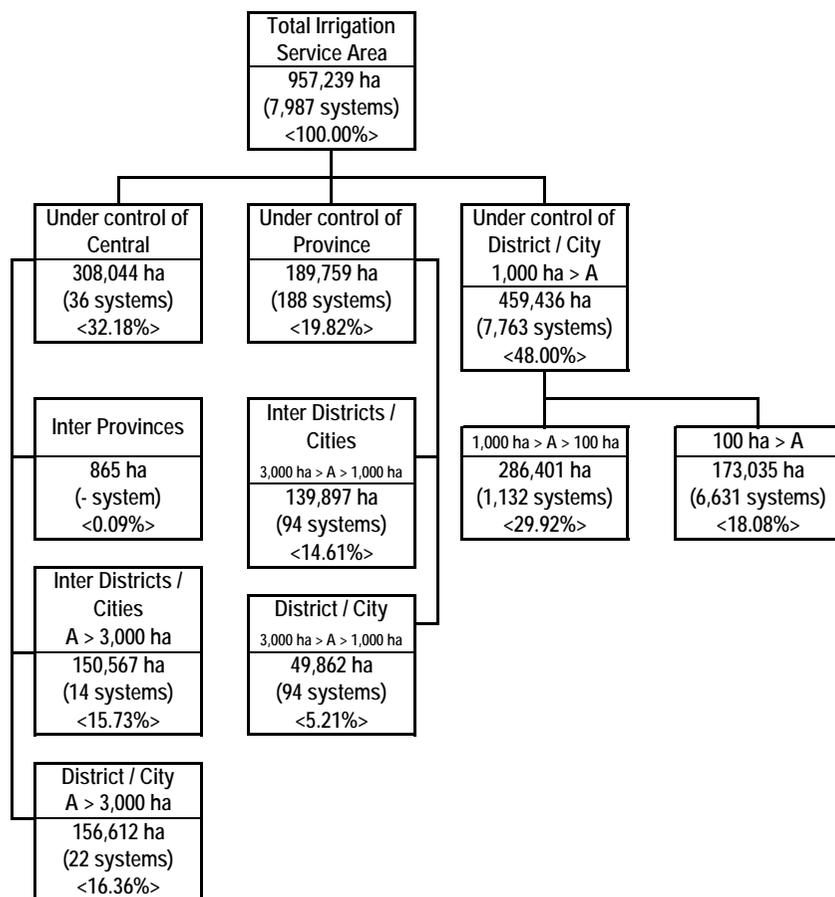 Total Irrigation
Service Area
957,239 ha
(7,987 systems)
<100.00%>
Under control of
Central
308,044 ha
(36 systems)
<32.18%>
Under control of
Province
189,759 ha
(188 systems)
<19.82%>
Under control of
District / City
1,000 ha > A
459,436 ha
(7,763 systems)
<48.00%>
Inter Provinces
865 ha
(- system)
<0.09%>
Inter Districts /
Cities
3,000 ha > A > 1,000 ha
139,897 ha
(94 systems)
<14.61%>
1,000 ha > A > 100 ha
286,401 ha
(1,132 systems)
<29.92%>
100 ha > A
173,035 ha
(6,631 systems)
<18.08%>
Inter Districts /
Cities
A > 3,000 ha
150,567 ha
(14 systems)
<15.73%>
District / City
3,000 ha > A > 1,000 ha
49,862 ha
(94 systems)
<5.21%>
District / City
A > 3,000 ha
156,612 ha
(22 systems)
<16.36%>